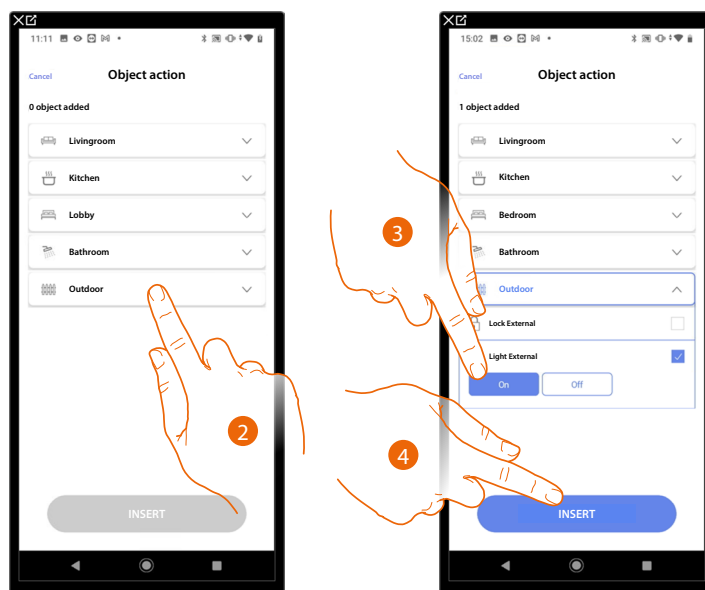 11:11
Cancel Object action
0 object added
Livingroom
Kitchen
Lobby
Bathroom
Outdoor
2
INSERT
15:02
Cancel Object action
1 object added
Livingroom
Kitchen
Bedroom
3
Bathroom
Outdoor
Lock External
Light External
On Off
4
INSERT